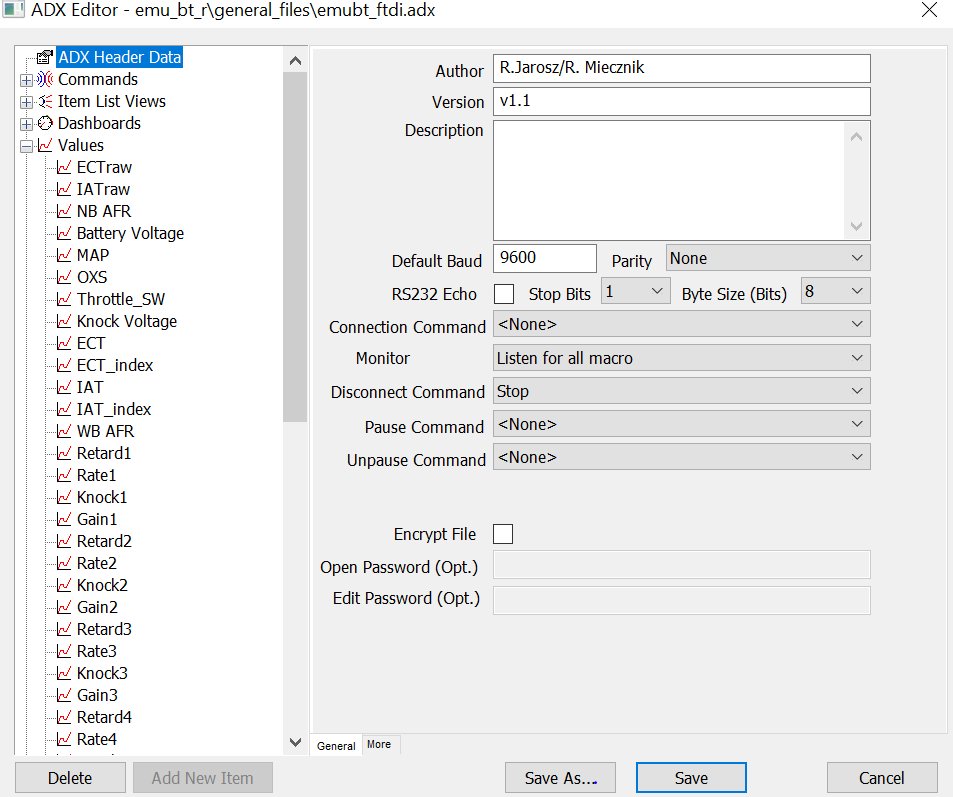 ADX Editor - emu_bt_r\general_files\emubt_ftdi.adx
ADX Header Data
Commands
Item List Views
Dashboards
Values
ECTraw
IATraw
NB AFR
Battery Voltage
MAP
OXS
Throttle_SW
Knock Voltage
ECT
ECT_index
IAT
IAT_index
WB AFR
Retard1
Rate1
Knock1
Gain1
Retard2
Rate2
Knock2
Gain2
Retard3
Rate3
Knock3
Gain3
Retard4
Rate4
Author R.Jarosz/R. Miecznik
Version v1.1
Description
Default Baud 9600 Parity None
RS232 Echo Stop Bits 1 Byte Size (Bits) 8
Connection Command <None>
Monitor Listen for all macro
Disconnect Command Stop
Pause Command <None>
Unpause Command <None>
Encrypt File
Open Password (Opt.)
Edit Password (Opt.)
General More
Delete Add New Item Save As... Save Cancel